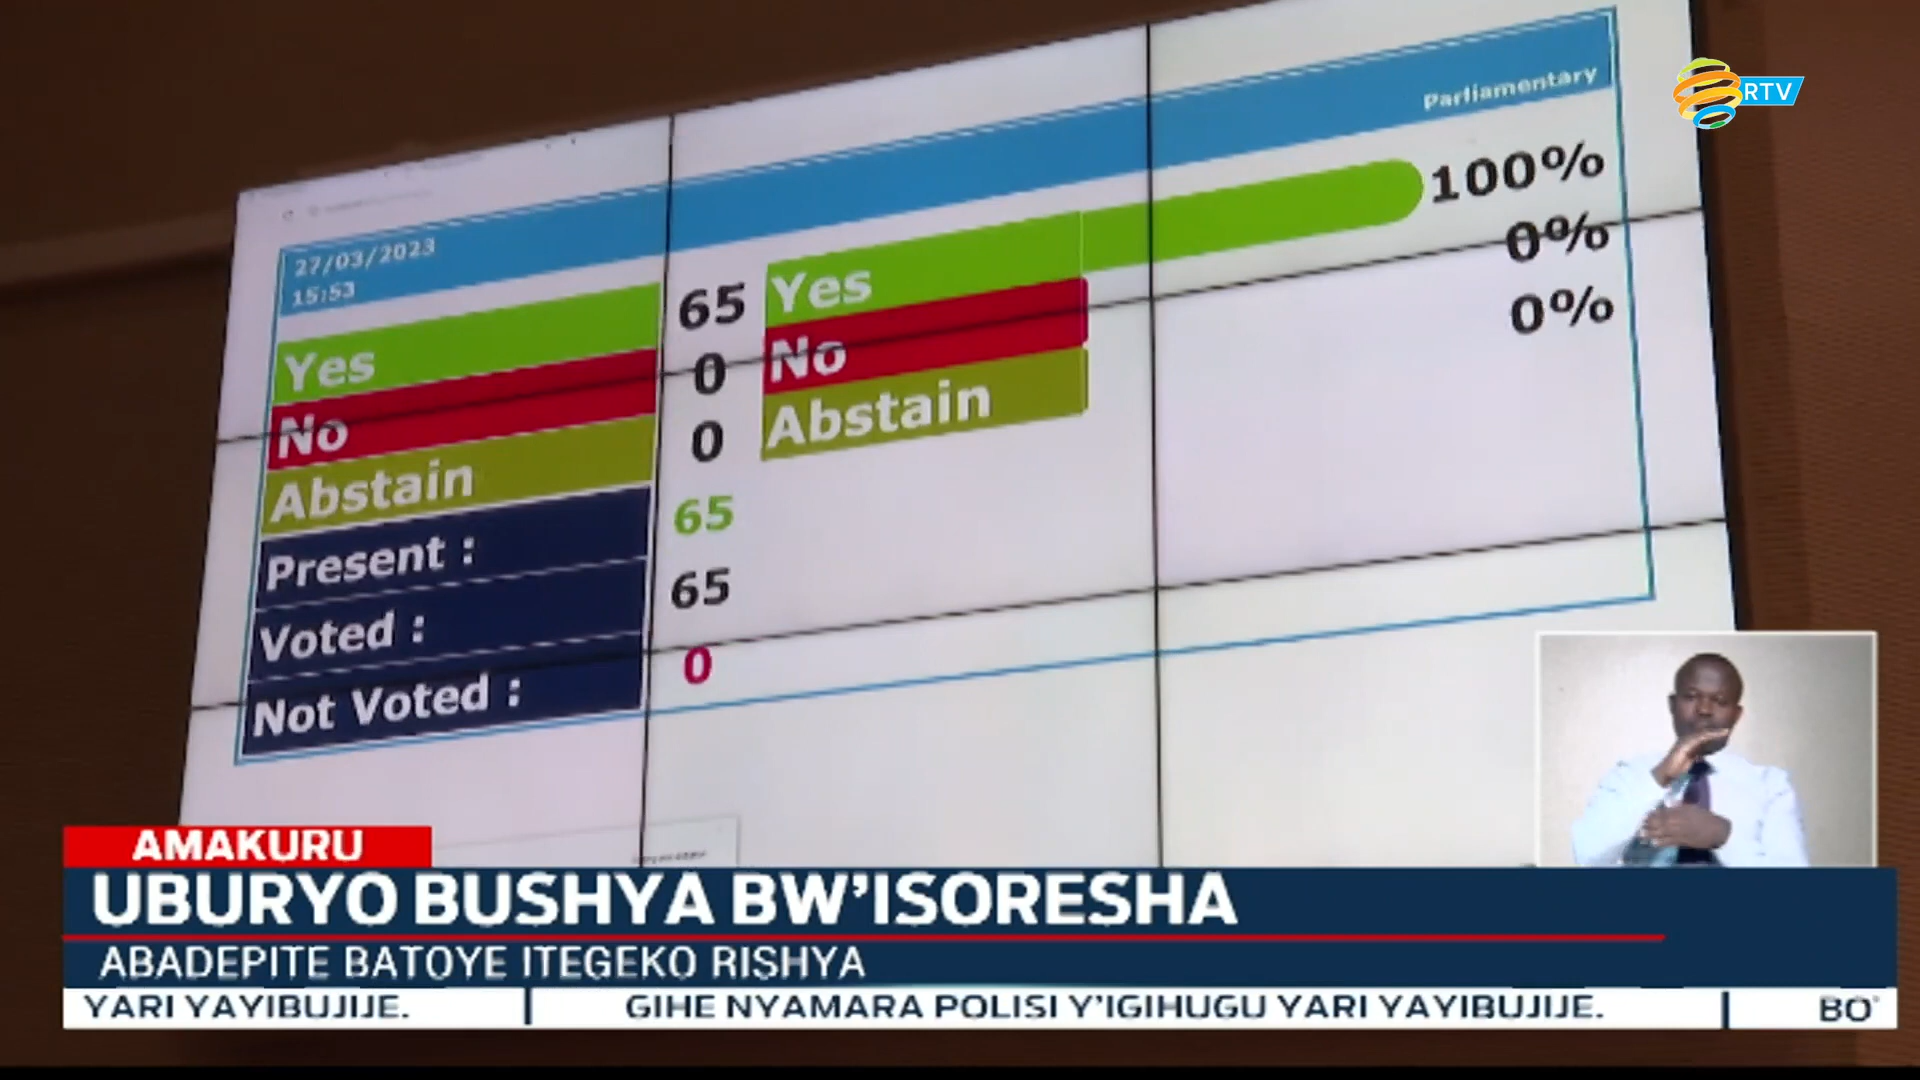 RTV
Parliamentary
27/03/2023
15:53
Yes 65
No 0
Abstain 0
Present : 65
Voted : 65
Not Voted : 0
Yes 100%
No 0%
Abstain 0%
AMAKURU
UBURYO BUSHYA BW'ISORESHA
ABADEPITE BATOYE ITEGEKO RISHYA
YARI YAYIBUJIJE. GIHE NYAMARA POLISI Y'IGIHUGU YARI YAYIBUJIJE. BO'